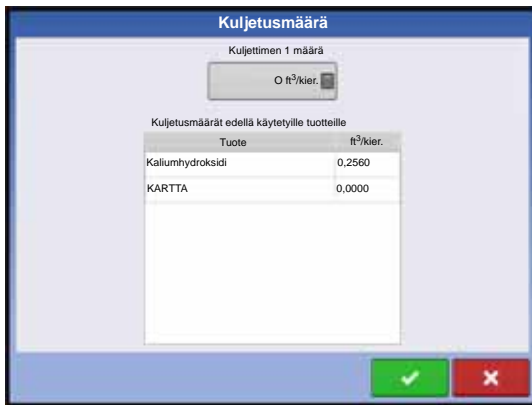 Kuljetusmäärä
Kuljettimen 1 määrä
O ft³/kier.
Kuljetusmäärät edellä käytetyille tuotteille
Tuote ft³/kier.
Kaliumhydroksidi 0,2560
KARTTA 0,0000